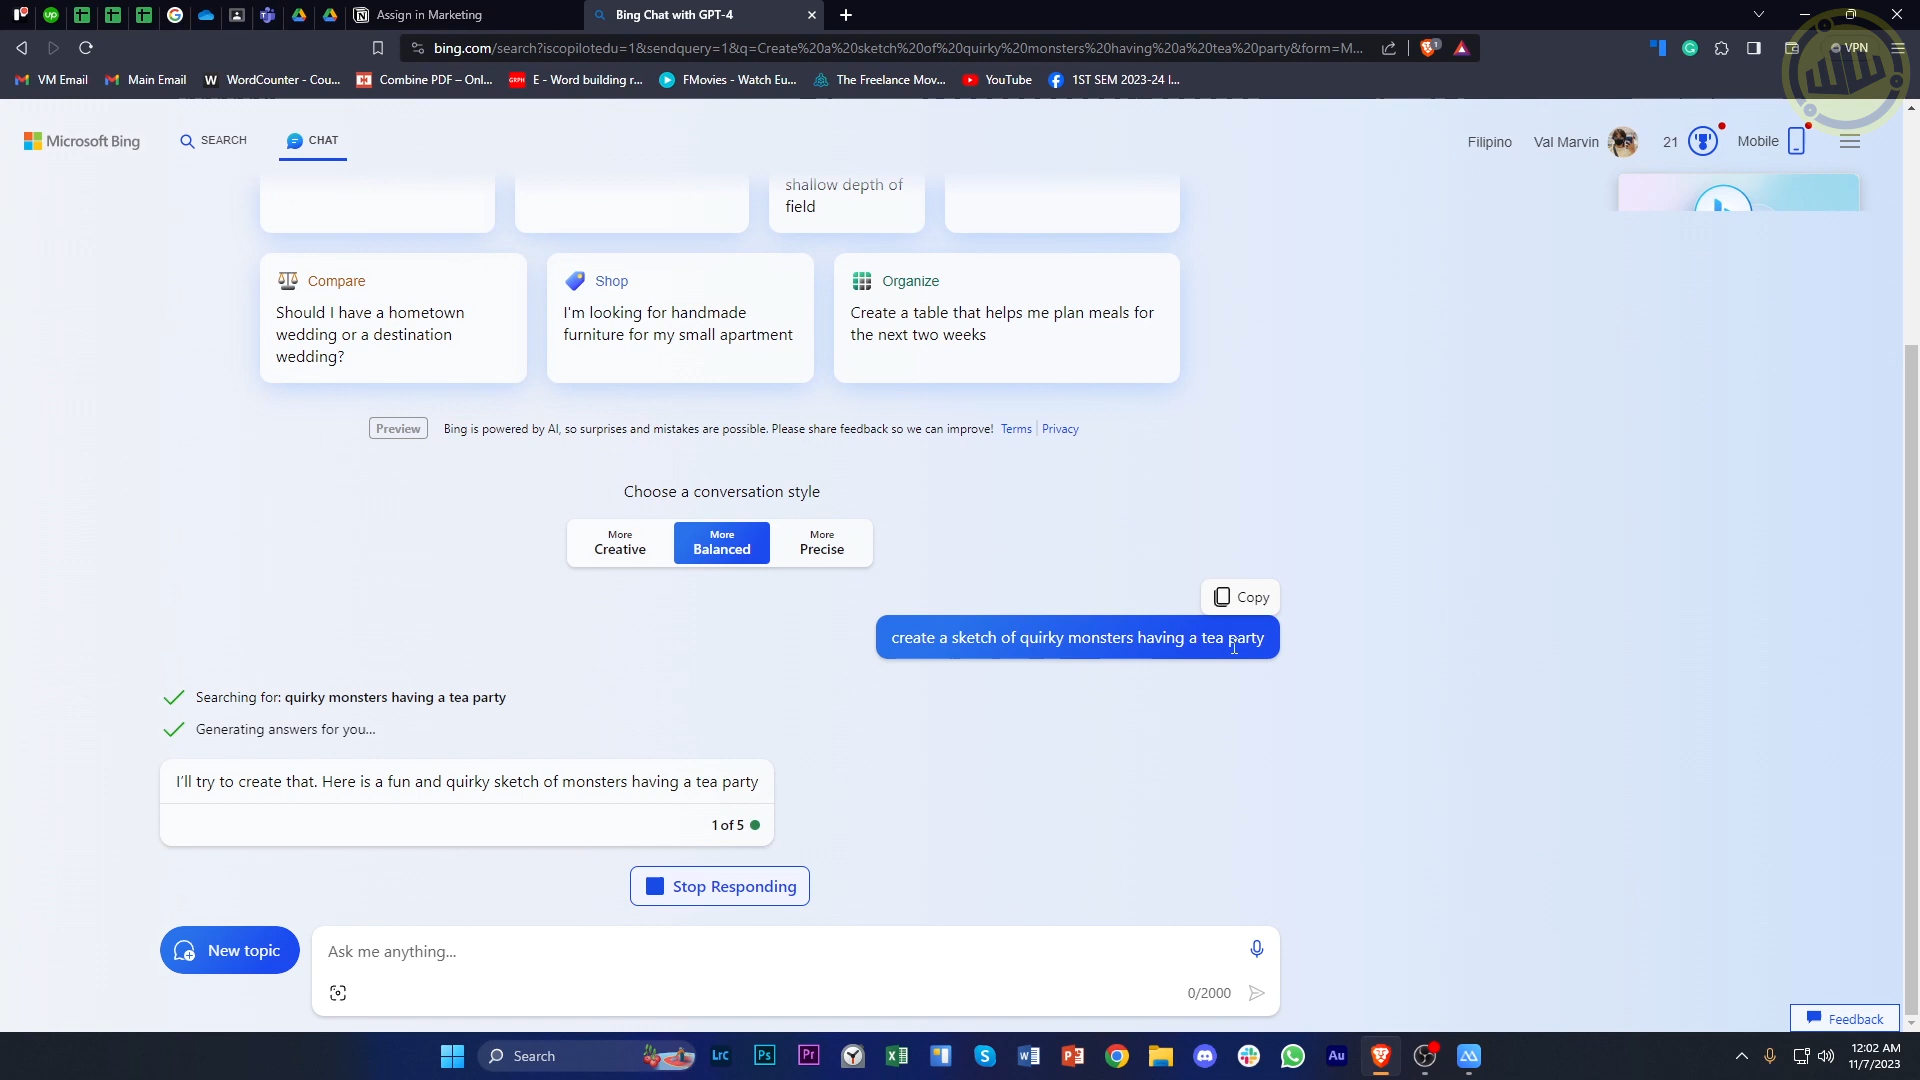 Assign in Marketing
Bing Chat with GPT-4
bing.com/search?iscopilotedu=1&sendquery=1&q=Create%20a%20sketch%20of%20quirky%20monsters%20having%20a%20tea%20party&form=M...
VPN
VM Email
Main Email
W WordCounter - Cou...
Combine PDF – Onl...
E - Word building r...
FMovies - Watch Eu...
The Freelance Mov...
YouTube
1ST SEM 2023-24 I...
Microsoft Bing
SEARCH
CHAT
Filipino
Val Marvin
21
Mobile
shallow depth of
field
Compare
Should I have a hometown
wedding or a destination
wedding?
Shop
I'm looking for handmade
furniture for my small apartment
Organize
Create a table that helps me plan meals for
the next two weeks
Preview
Bing is powered by AI, so surprises and mistakes are possible. Please share feedback so we can improve! Terms | Privacy
Choose a conversation style
More
Creative
More
Balanced
More
Precise
Copy
create a sketch of quirky monsters having a tea party
Searching for: quirky monsters having a tea party
Generating answers for you...
I'll try to create that. Here is a fun and quirky sketch of monsters having a tea party
1 of 5
Stop Responding
New topic
Ask me anything...
0/2000
Feedback
Search
LrC
Ps
Pr
Au
12:02 AM
11/7/2023